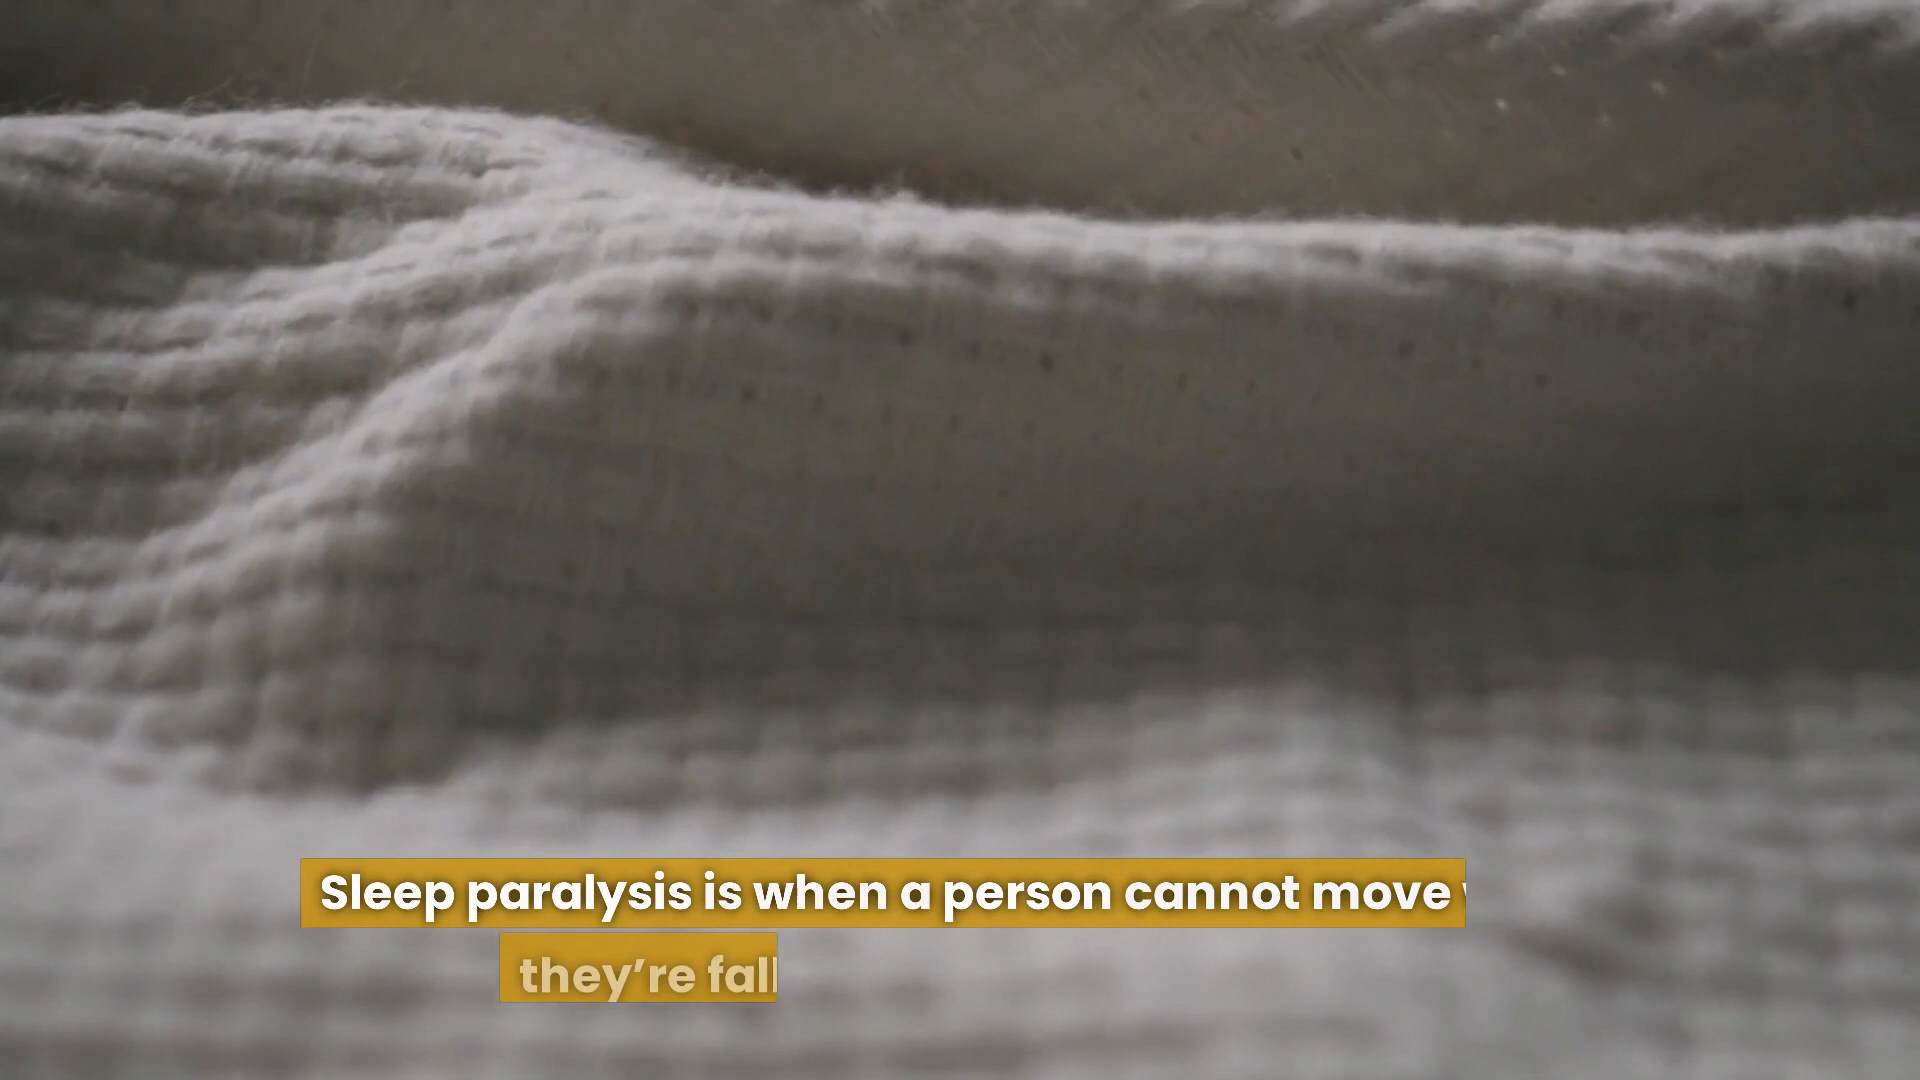 Sleep paralysis is when a person cannot move
they’re fall